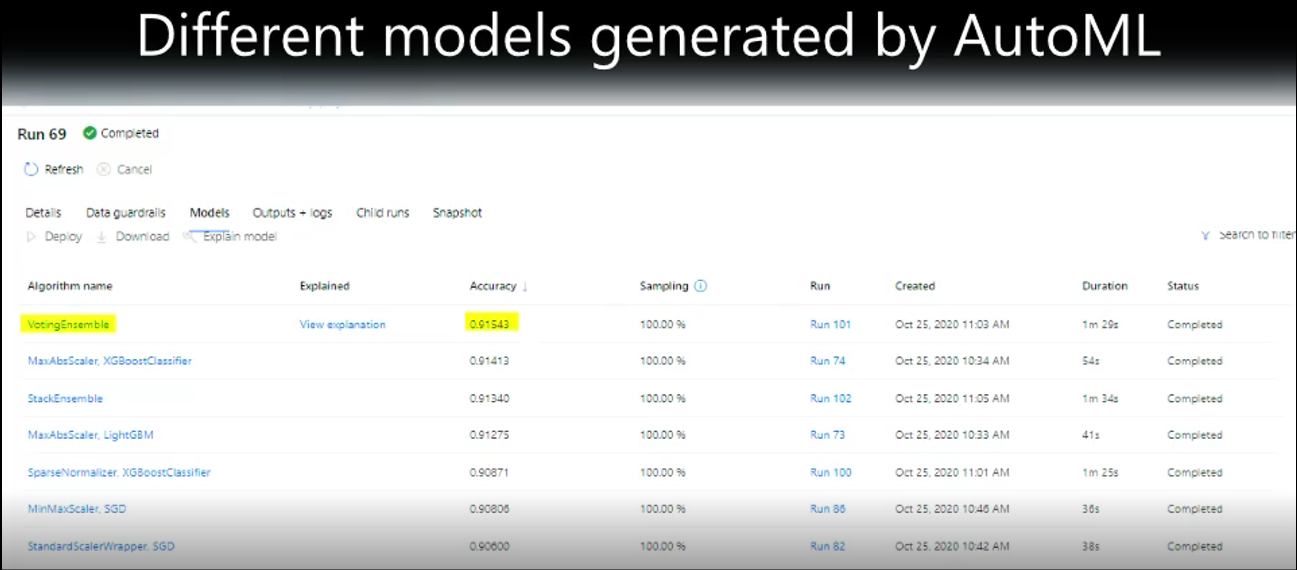 Different models generated by AutoML
Run 69 Completed
Refresh Cancel
Details Data guardrails Models Outputs + logs Child runs Snapshot
Deploy Download Explain model Search to filter
Algorithm name Explained Accuracy ↓ Sampling Run Created Duration Status
VotingEnsemble View explanation 0.91543 100.00 % Run 101 Oct 25, 2020 11:03 AM 1m 29s Completed
MaxAbsScaler, XGBoostClassifier 0.91413 100.00 % Run 74 Oct 25, 2020 10:34 AM 54s Completed
StackEnsemble 0.91340 100.00 % Run 102 Oct 25, 2020 11:05 AM 1m 34s Completed
MaxAbsScaler, LightGBM 0.91275 100.00 % Run 73 Oct 25, 2020 10:33 AM 41s Completed
SparseNormalizer, XGBoostClassifier 0.90871 100.00 % Run 100 Oct 25, 2020 11:01 AM 1m 25s Completed
MinMaxScaler, SGD 0.90806 100.00 % Run 86 Oct 25, 2020 10:46 AM 36s Completed
StandardScalerWrapper, SGD 0.90600 100.00 % Run 82 Oct 25, 2020 10:42 AM 38s Completed